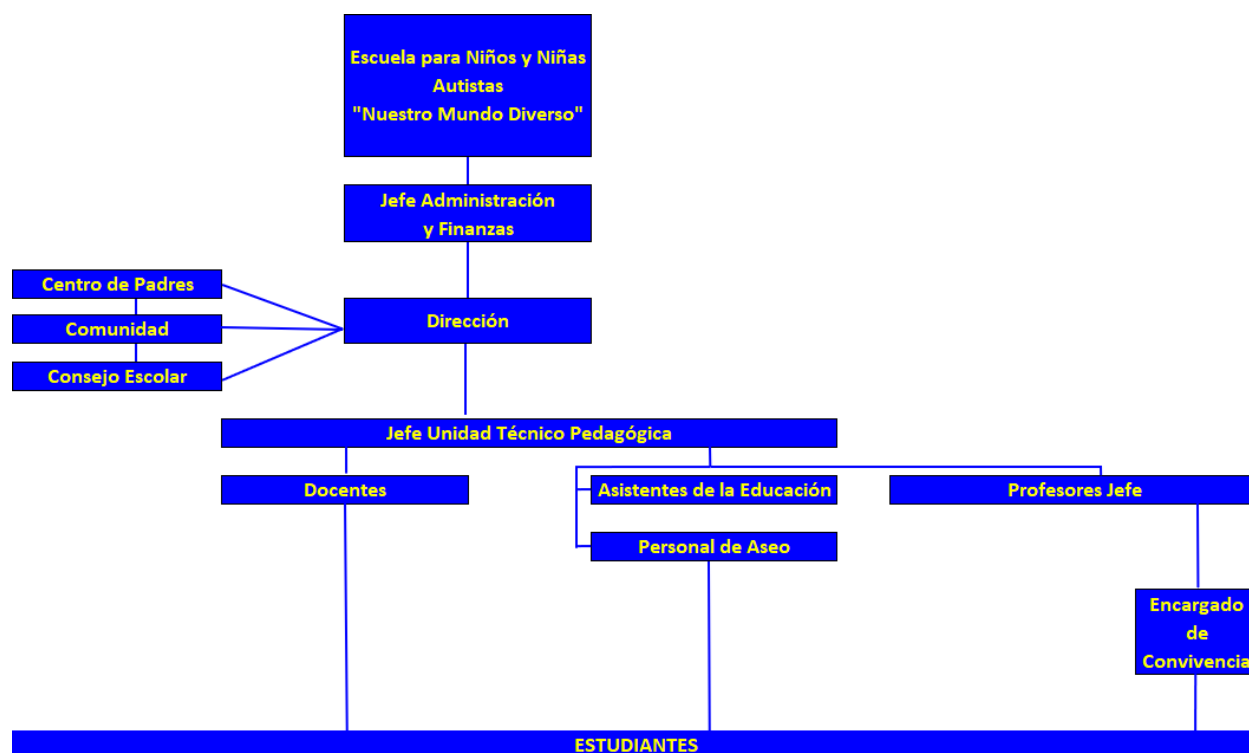 Escuela para Niños y Niñas
Autistas
"Nuestro Mundo Diverso"
Jefe Administración
y Finanzas
Centro de Padres
Comunidad
Consejo Escolar
Dirección
Jefe Unidad Técnico Pedagógica
Docentes
Asistentes de la Educación
Profesores Jefe
Personal de Aseo
Encargado
de
Convivencia
ESTUDIANTES